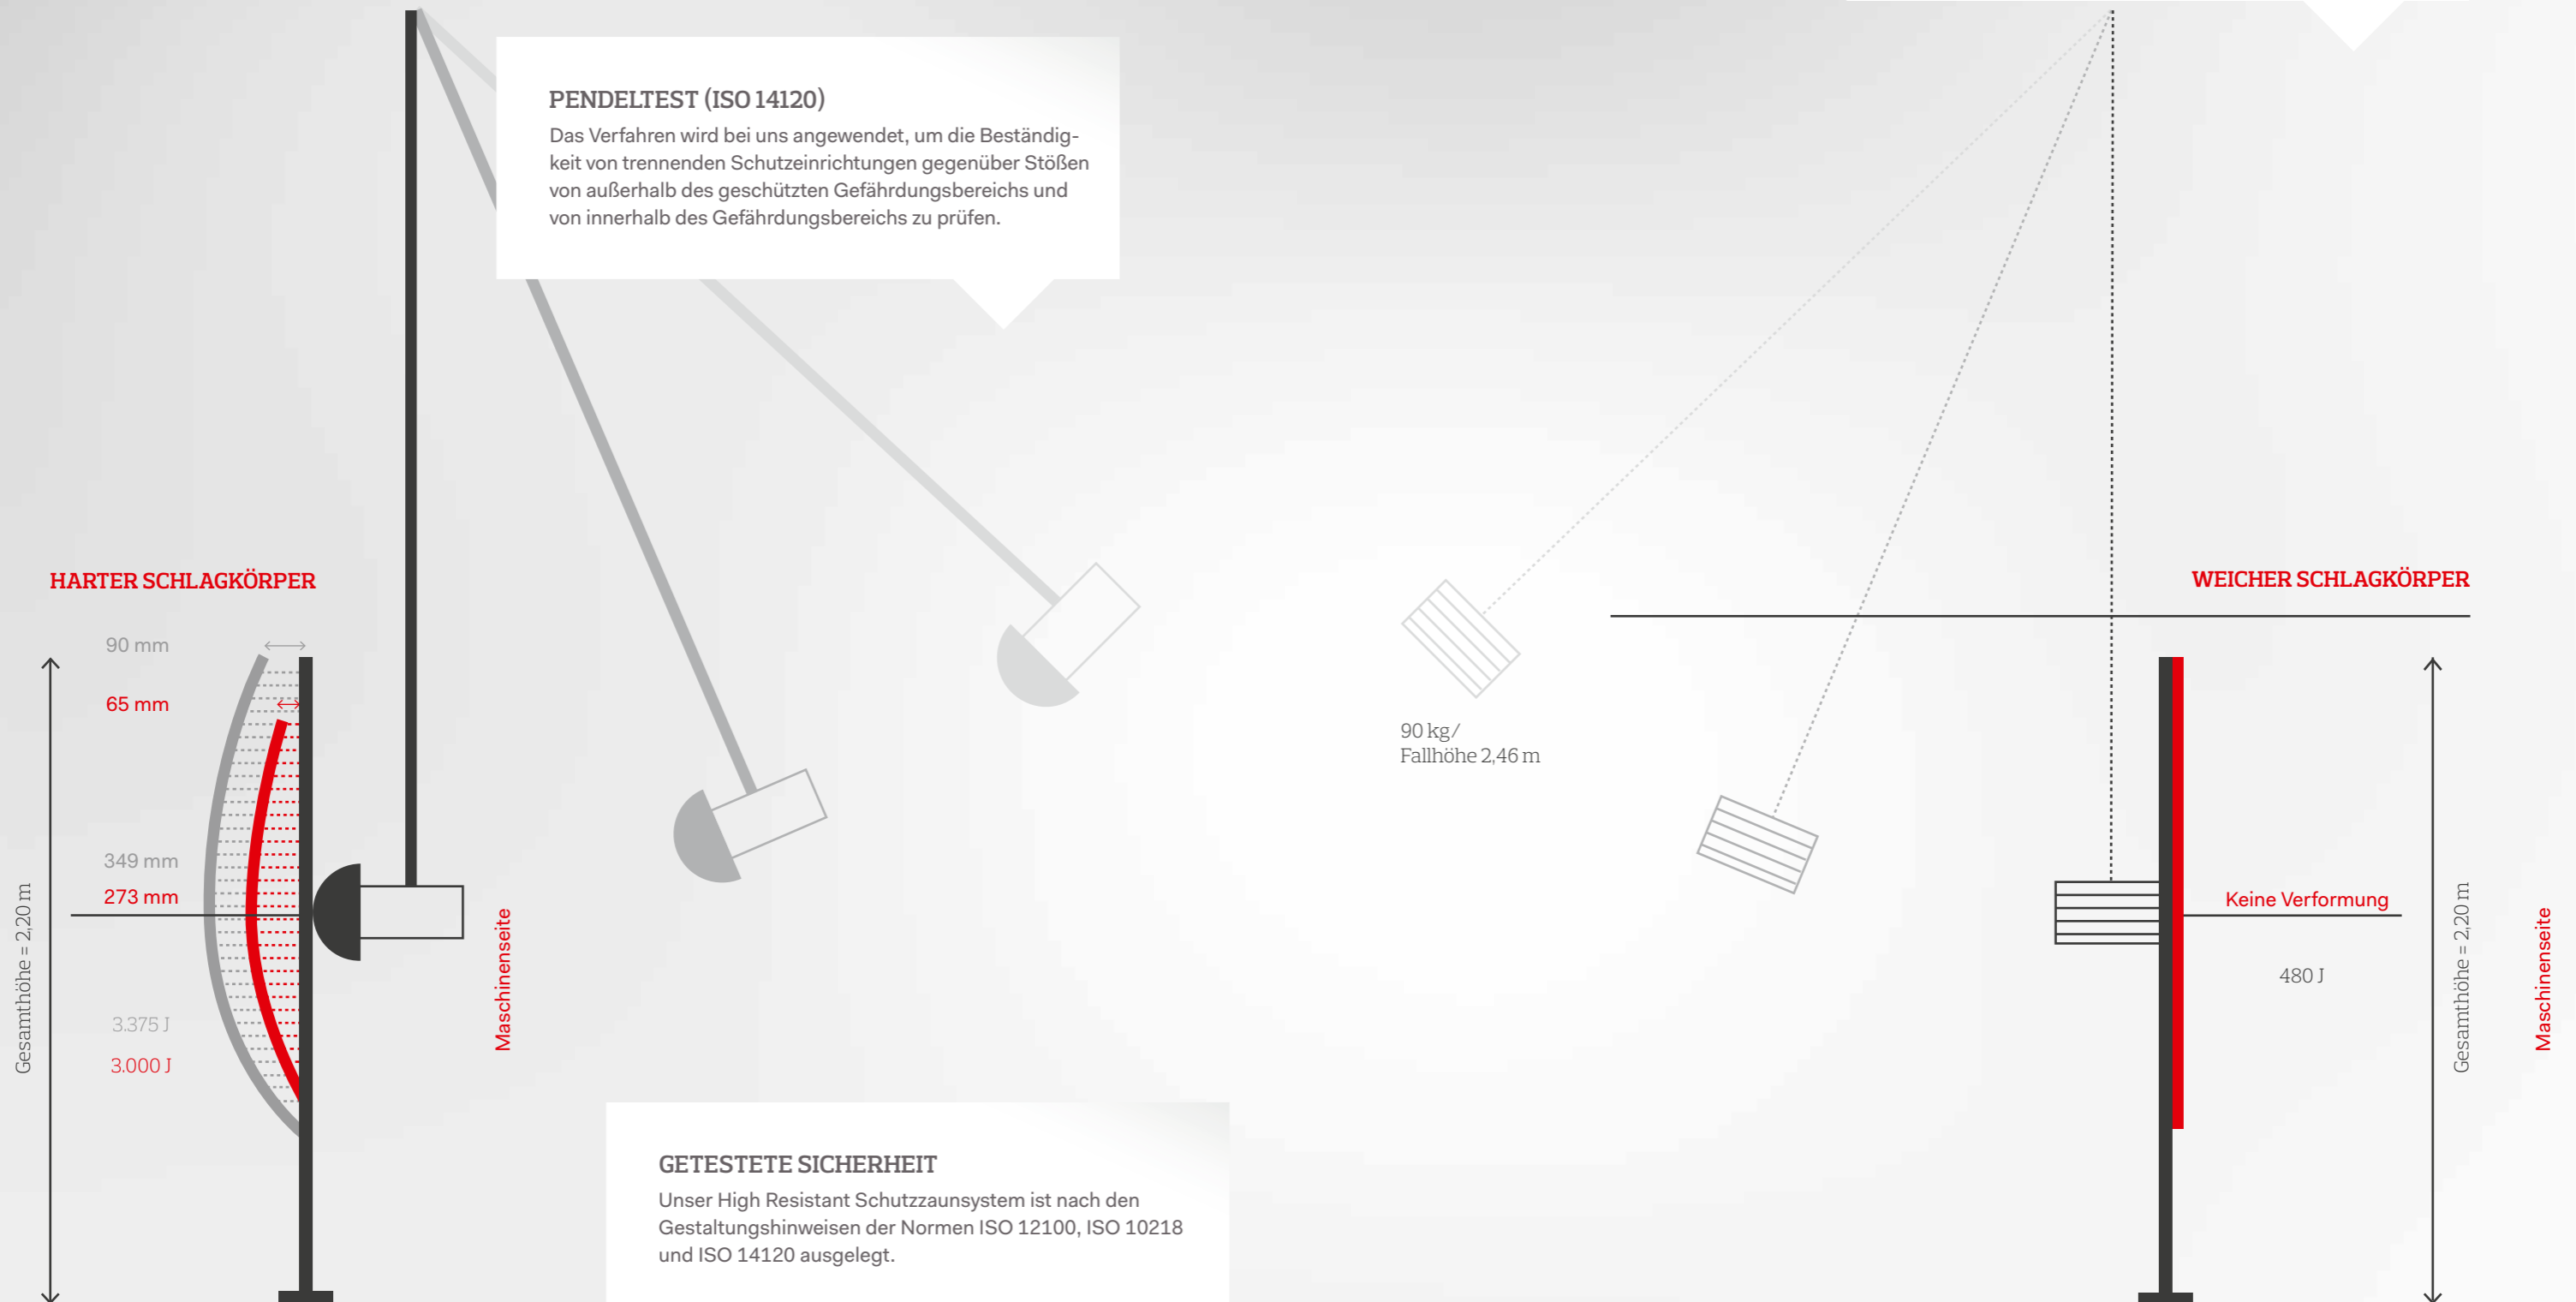 PENDELTEST (ISO 14120)
Das Verfahren wird bei uns angewendet, um die Beständig-
keit von trennenden Schutzeinrichtungen gegenüber Stößen
von außerhalb des geschützten Gefährdungsbereichs und
von innerhalb des Gefährdungsbereichs zu prüfen.
HARTER SCHLAGKÖRPER
90 mm
65 mm
349 mm
273 mm
3.375 J
3.000 J
Gesamthöhe = 2,20 m
Maschinenseite
90 kg/
Fallhöhe 2,46 m
WEICHER SCHLAGKÖRPER
Keine Verformung
480 J
Gesamthöhe = 2,20 m
Maschinenseite
GETESTETE SICHERHEIT
Unser High Resistant Schutzzaunsystem ist nach den
Gestaltungshinweisen der Normen ISO 12100, ISO 10218
und ISO 14120 ausgelegt.